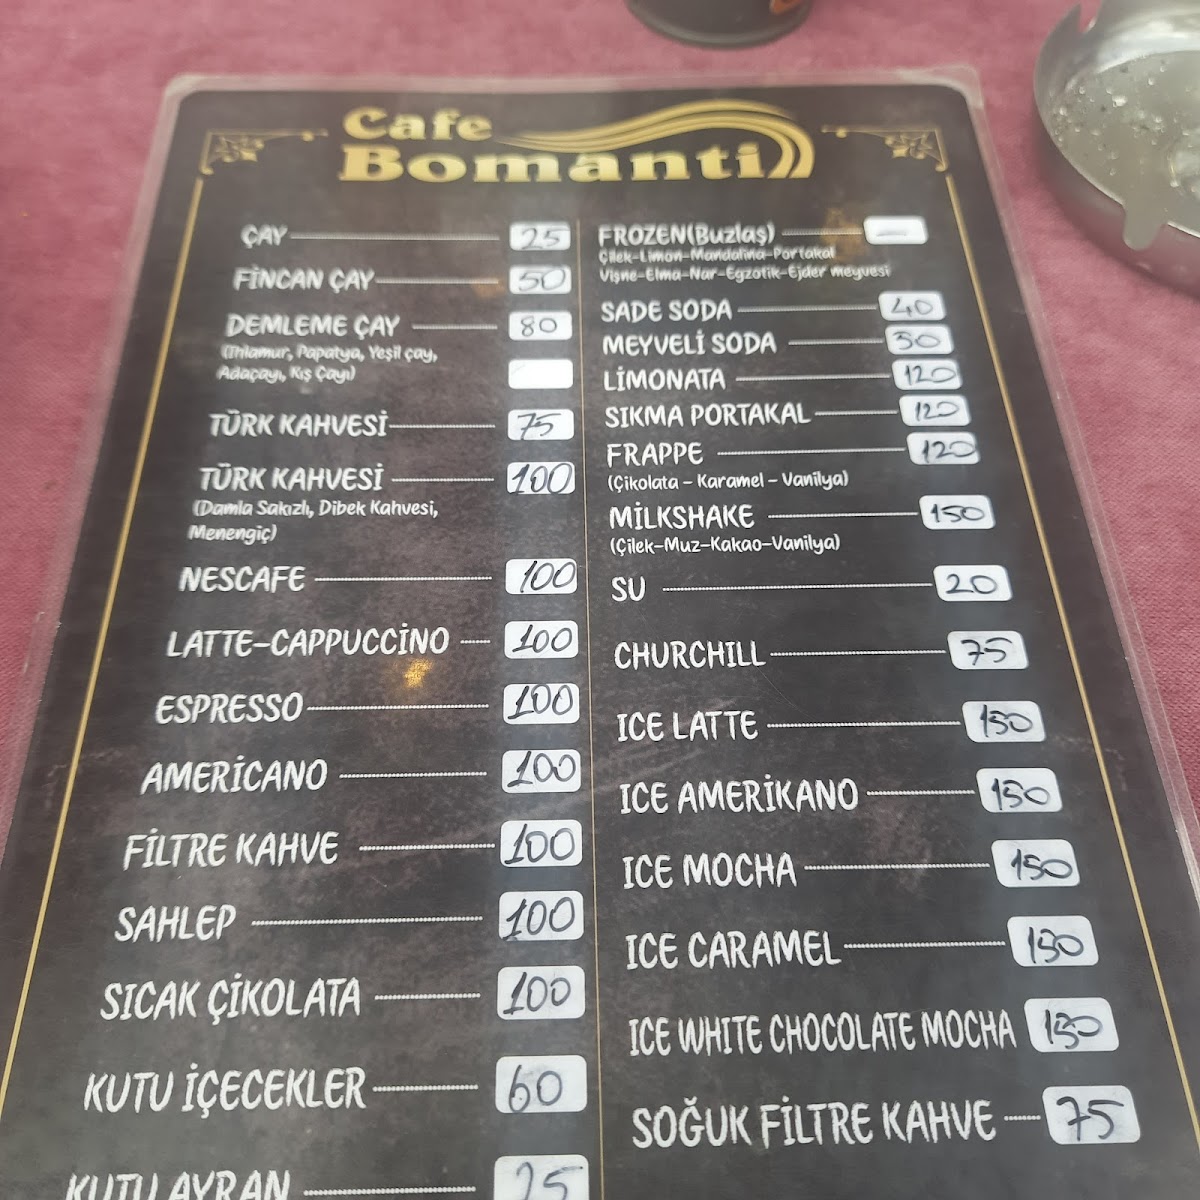 Cafe
Bomanti
ÇAY 25
FİNCAN ÇAY 50
DEMLEME ÇAY 80
(Ihlamur, Papatya, Yeşil çay,
Adaçayı, Kış Çayı)
TÜRK KAHVESİ 75
TÜRK KAHVESİ 100
(Damla Sakızlı, Dibek Kahvesi,
Menengiç)
NESCAFE 100
LATTE-CAPPUCCİNO 100
ESPRESSO 100
AMERİCANO 100
FİLTRE KAHVE 100
SAHLEP 100
SICAK ÇİKOLATA 100
KUTU İÇECEKLER 60
KUTU AYRAN 25
FROZEN(Buzlaş) —
Çilek-Limon-Mandalina-Portakal
Vişne-Elma-Nar-Egzotik-Ejder meyvesi
SADE SODA 40
MEYVELİ SODA 50
LİMONATA 120
SIKMA PORTAKAL 120
FRAPPE 120
(Çikolata - Karamel - Vanilya)
MİLKSHAKE 150
(Çilek-Muz-Kakao-Vanilya)
SU 20
CHURCHILL 75
ICE LATTE 150
ICE AMERİKANO 150
ICE MOCHA 150
ICE CARAMEL 150
ICE WHITE CHOCOLATE MOCHA 150
SOĞUK FİLTRE KAHVE 75